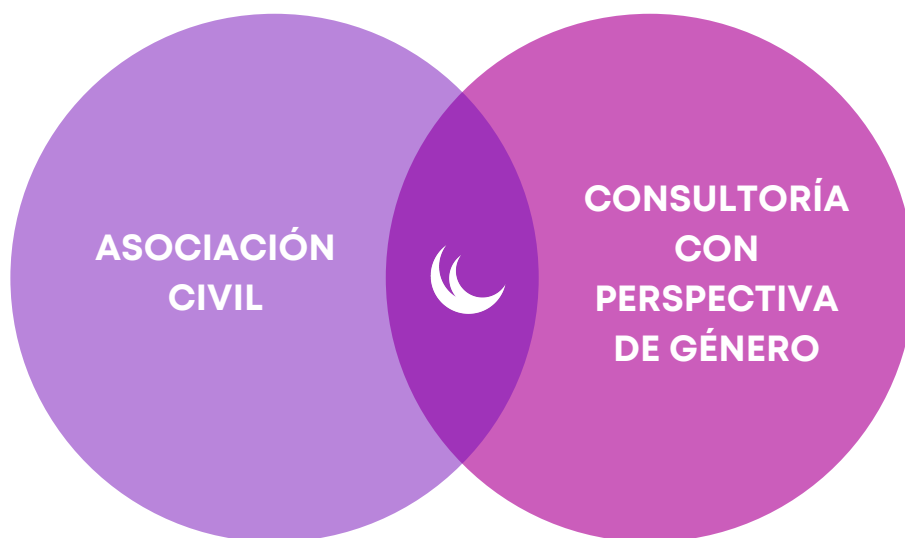 ASOCIACIÓN
CIVIL
CONSULTORÍA
CON
PERSPECTIVA
DE GÉNERO